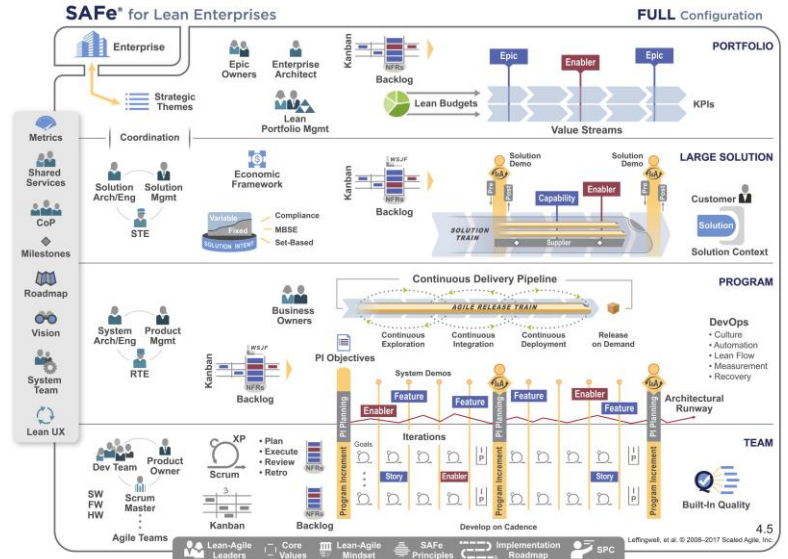 SAFe® for Lean Enterprises
FULL Configuration
Enterprise
Strategic
Themes
Epic
Owners
Enterprise
Architect
Lean
Portfolio Mgmt
Kanban
NFRs
Backlog
Lean Budgets
Epic
Enabler
Epic
Value Streams
KPIs
PORTFOLIO
Metrics
Shared
Services
CoP
Milestones
Roadmap
Vision
System
Team
Lean UX
Coordination
Solution
Arch/Eng
Solution
Mgmt
STE
Economic
Framework
Variable
Fixed
SOLUTION INTENT
Compliance
MBSE
Set-Based
Kanban
WSJF
NFRs
Backlog
Solution
Demo
I&A
Pre
Post
Capability
Enabler
SOLUTION
TRAIN
Supplier
Solution
Demo
I&A
Pre
Post
LARGE SOLUTION
Customer
Solution
Solution Context
System
Arch/Eng
Product
Mgmt
RTE
Business
Owners
Kanban
WSJF
NFRs
Backlog
PI Objectives
Continuous Delivery Pipeline
AGILE RELEASE TRAIN
Continuous
Exploration
Continuous
Integration
Continuous
Deployment
Release
on Demand
PROGRAM
DevOps
• Culture
• Automation
• Lean Flow
• Measurement
• Recovery
System Demos
PI Planning
Enabler
Feature
Feature
I&A
PI Planning
Feature
Enabler
Feature
I&A
PI Planning
Architectural
Runway
Dev Team
Product
Owner
Scrum
Master
SW
FW
HW
Agile Teams
XP
Scrum
3
Kanban
• Plan
• Execute
• Review
• Retro
NFRs
NFRs
Backlog
Program Increment
Goals
Iterations
Story
Enabler
I P
I P
Program Increment
Story
I P
I P
Program Increment
Develop on Cadence
TEAM
Built-In Quality
4.5
Leffingwell, et al. © 2008–2017 Scaled Agile, Inc.
Lean-Agile
Leaders
Core
Values
Lean-Agile
Mindset
SAFe
Principles
Implementation
Roadmap
SPC